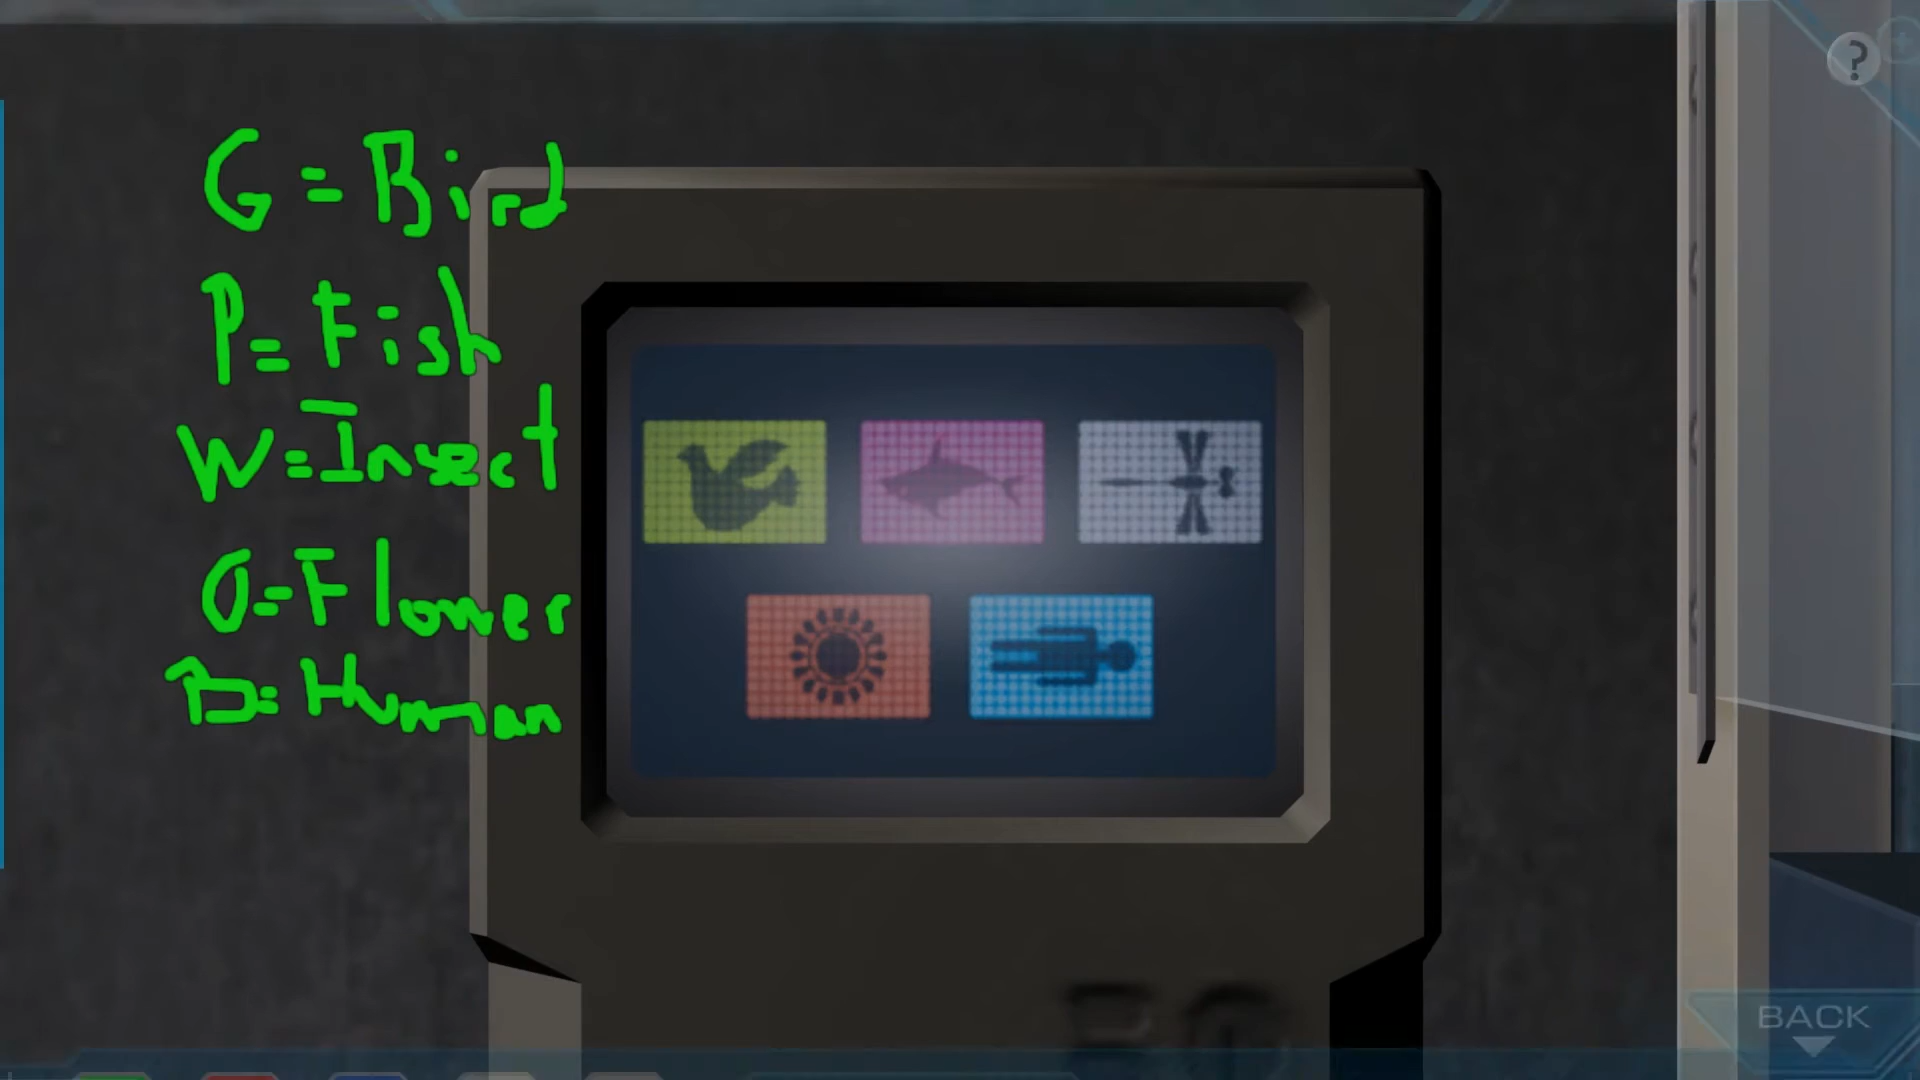 ?
G=Bird
P=Fish
W=Insect
O=Flower
B=Human
BACK